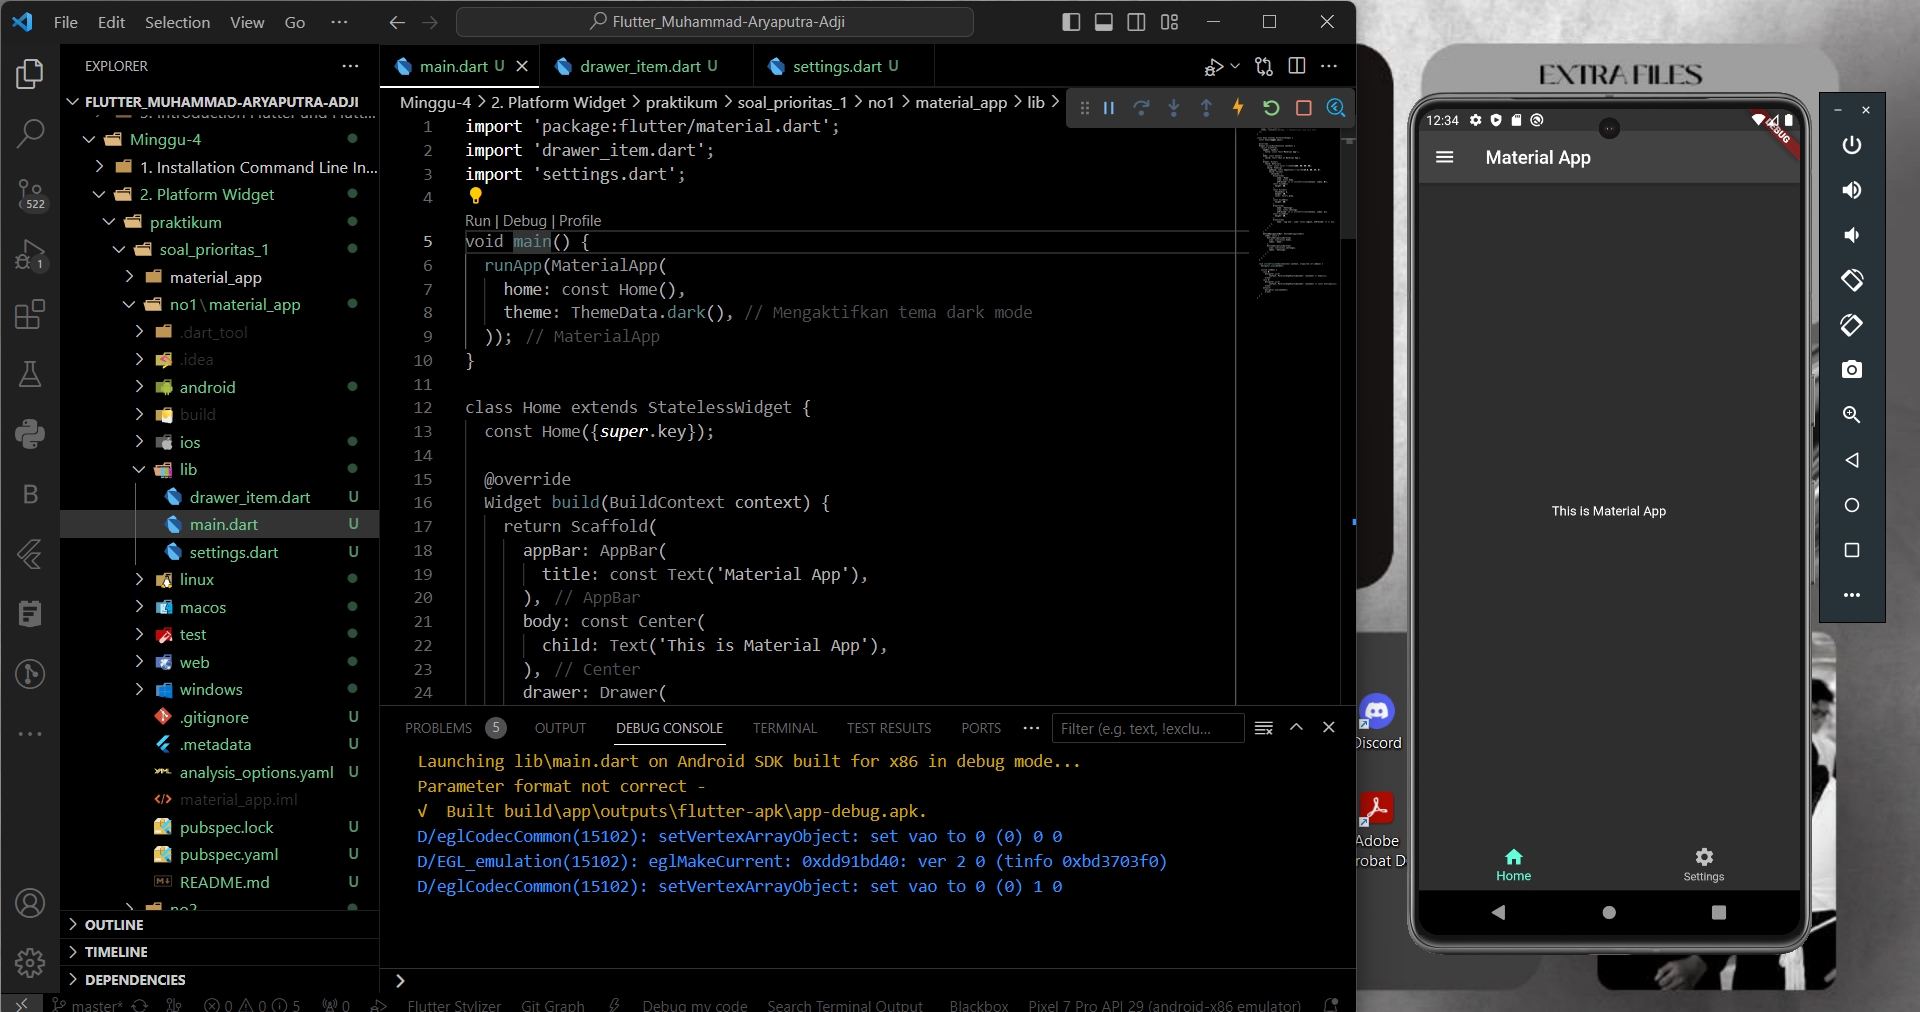 File Edit Selection View Go
Flutter_Muhammad-Aryaputra-Adji
EXPLORER
FLUTTER_MUHAMMAD-ARYAPUTRA-ADJI
Minggu-4
1. Installation Command Line In...
2. Platform Widget
praktikum
soal_prioritas_1
material_app
no1\material_app
.dart_tool
.idea
android
build
ios
lib
drawer_item.dart U
main.dart U
settings.dart U
linux
macos
test
web
windows
.gitignore U
.metadata U
analysis_options.yaml U
material_app.iml
pubspec.lock U
pubspec.yaml U
README.md U
no2
OUTLINE
TIMELINE
DEPENDENCIES
522
1
B
main.dart U drawer_item.dart U settings.dart U
Minggu-4 > 2. Platform Widget > praktikum > soal_prioritas_1 > no1 > material_app > lib >
1 import 'package:flutter/material.dart';
2 import 'drawer_item.dart';
3 import 'settings.dart';
4
Run | Debug | Profile
5 void main() {
6 runApp(MaterialApp(
7 home: const Home(),
8 theme: ThemeData.dark(), // Mengaktifkan tema dark mode
9 )); // MaterialApp
10 }
11
12 class Home extends StatelessWidget {
13 const Home({super.key});
14
15 @override
16 Widget build(BuildContext context) {
17 return Scaffold(
18 appBar: AppBar(
19 title: const Text('Material App'),
20 ), // AppBar
21 body: const Center(
22 child: Text('This is Material App'),
23 ), // Center
24 drawer: Drawer(
PROBLEMS 5 OUTPUT DEBUG CONSOLE TERMINAL TEST RESULTS PORTS
Filter (e.g. text, !exclu...
Launching lib\main.dart on Android SDK built for x86 in debug mode...
Parameter format not correct -
√ Built build\app\outputs\flutter-apk\app-debug.apk.
D/eglCodecCommon(15102): setVertexArrayObject: set vao to 0 (0) 0 0
D/EGL_emulation(15102): eglMakeCurrent: 0xdd91bd40: ver 2 0 (tinfo 0xbd3703f0)
D/eglCodecCommon(15102): setVertexArrayObject: set vao to 0 (0) 1 0
master* 0 0 5 0 Flutter Stylizer Git Graph Debug my code Search Terminal Output Blackbox Pixel 7 Pro API 29 (android-x86 emulator)
EXTRA FILES
12:34
DEBUG
Material App
This is Material App
Home Settings
Discord
Adobe
robat D